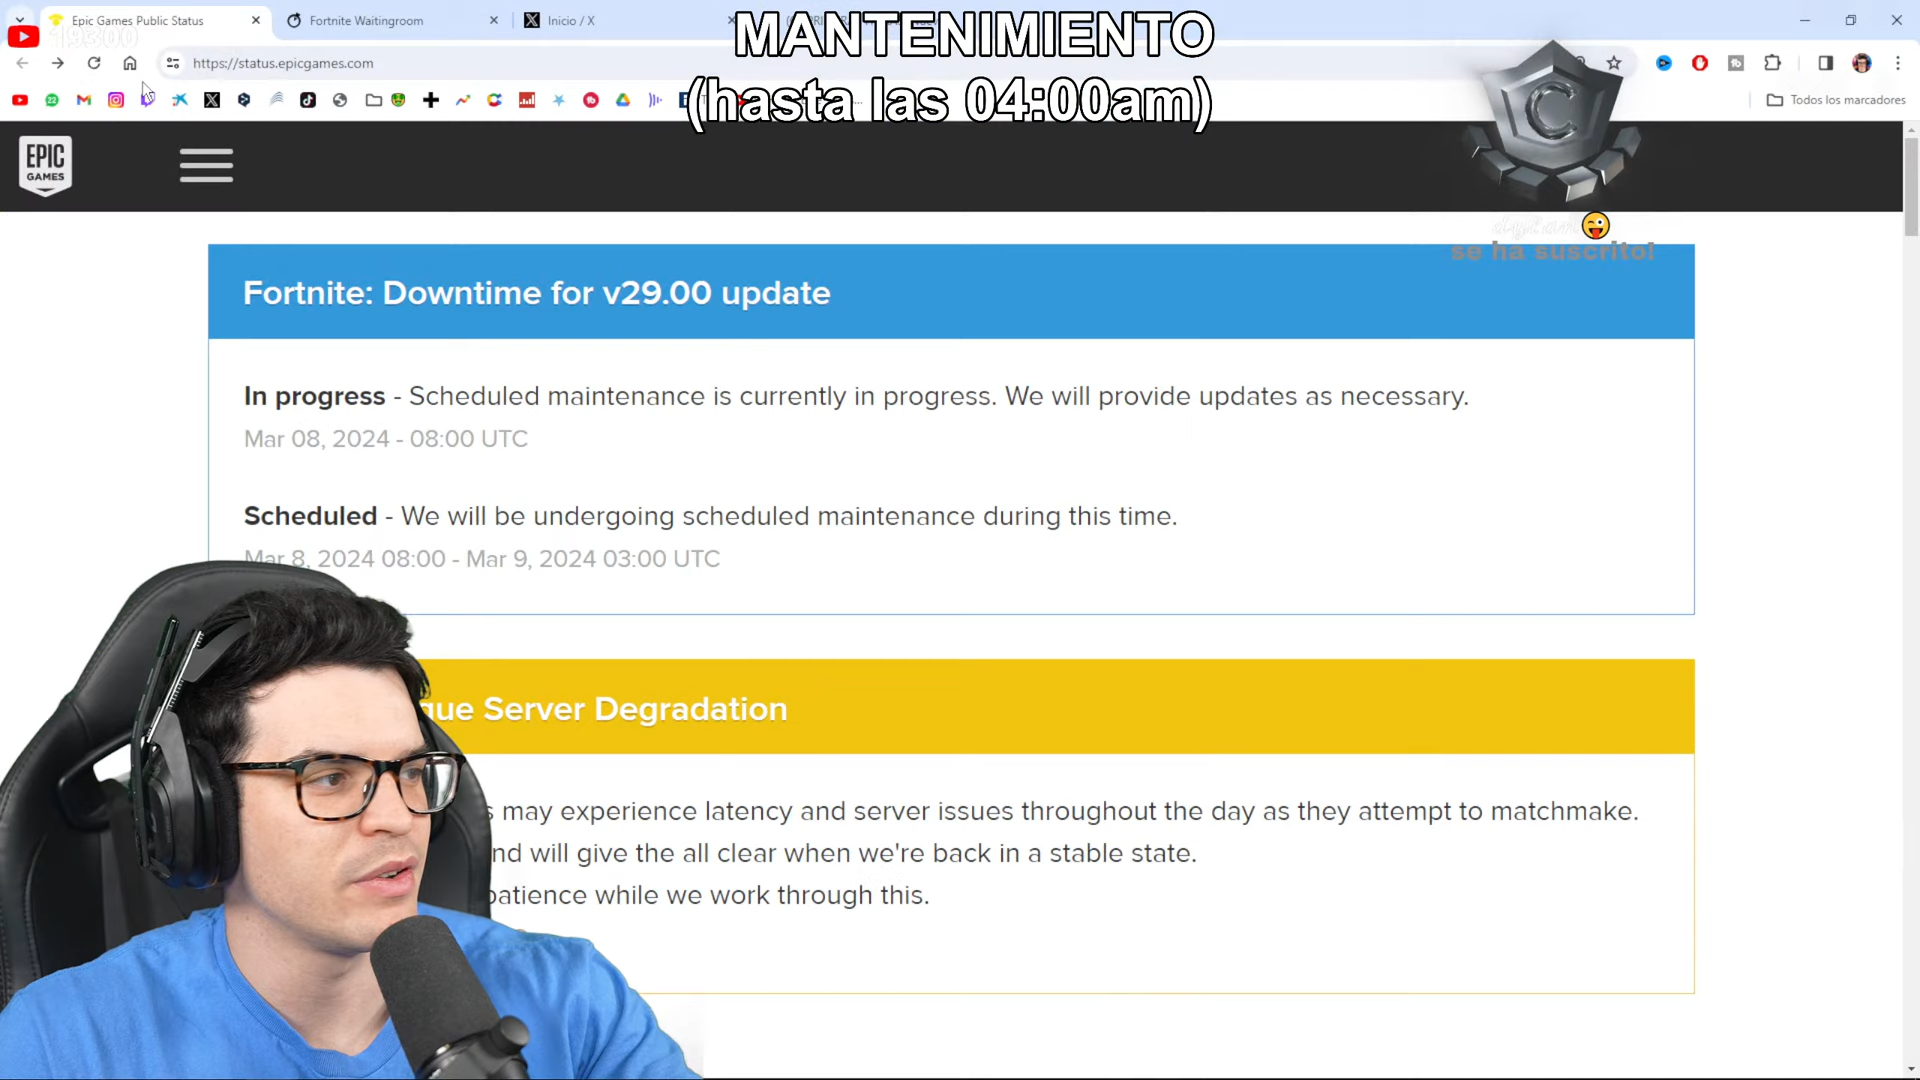 Epic Games Public Status
Fortnite Waitingroom
Inicio / X
19300
MANTENIMIENTO
(hasta las 04:00am)
https://status.epicgames.com
22
Todos los marcadores
EPIC
GAMES
C
se ha suscrito!
Fortnite: Downtime for v29.00 update
In progress - Scheduled maintenance is currently in progress. We will provide updates as necessary.
Mar 08, 2024 - 08:00 UTC
Scheduled - We will be undergoing scheduled maintenance during this time.
Mar 8, 2024 08:00 - Mar 9, 2024 03:00 UTC
Server Degradation
may experience latency and server issues throughout the day as they attempt to matchmake.
will give the all clear when we're back in a stable state.
patience while we work through this.